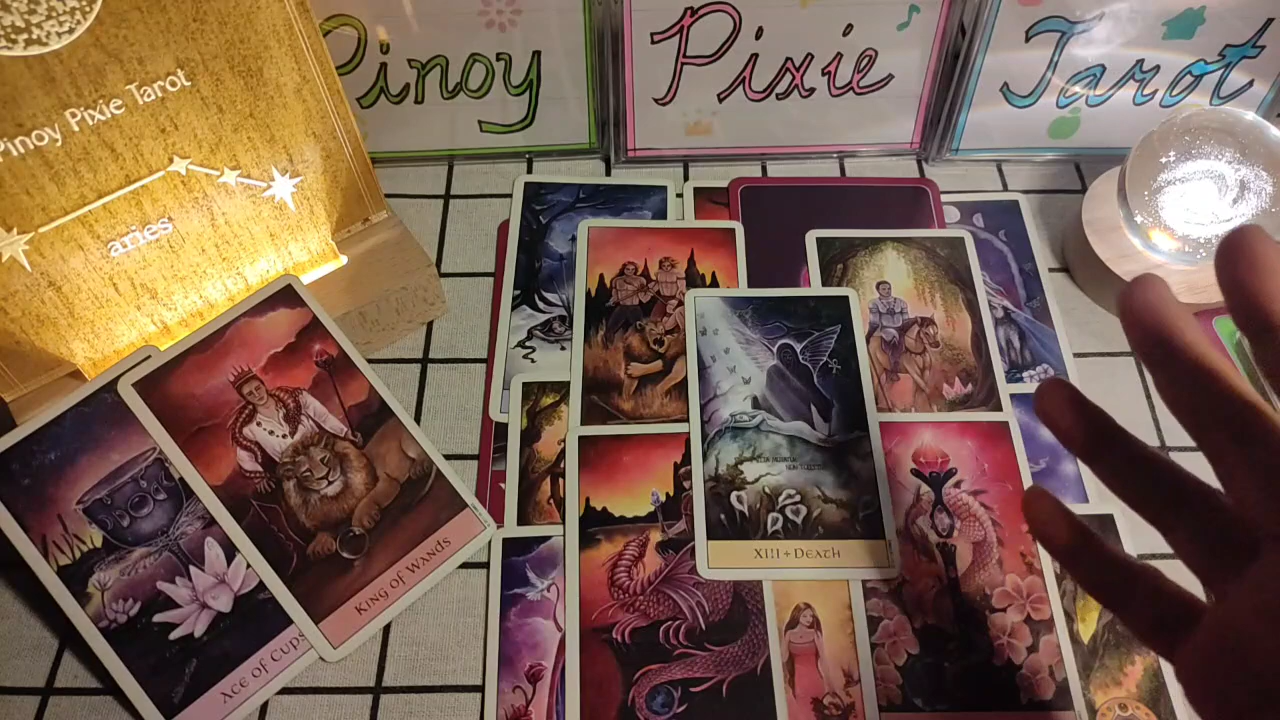 Pinoy Pixie Tarot
Pinoy Pixie Tarot
aries
XIII + Death
King of Wands
Ace of Cups